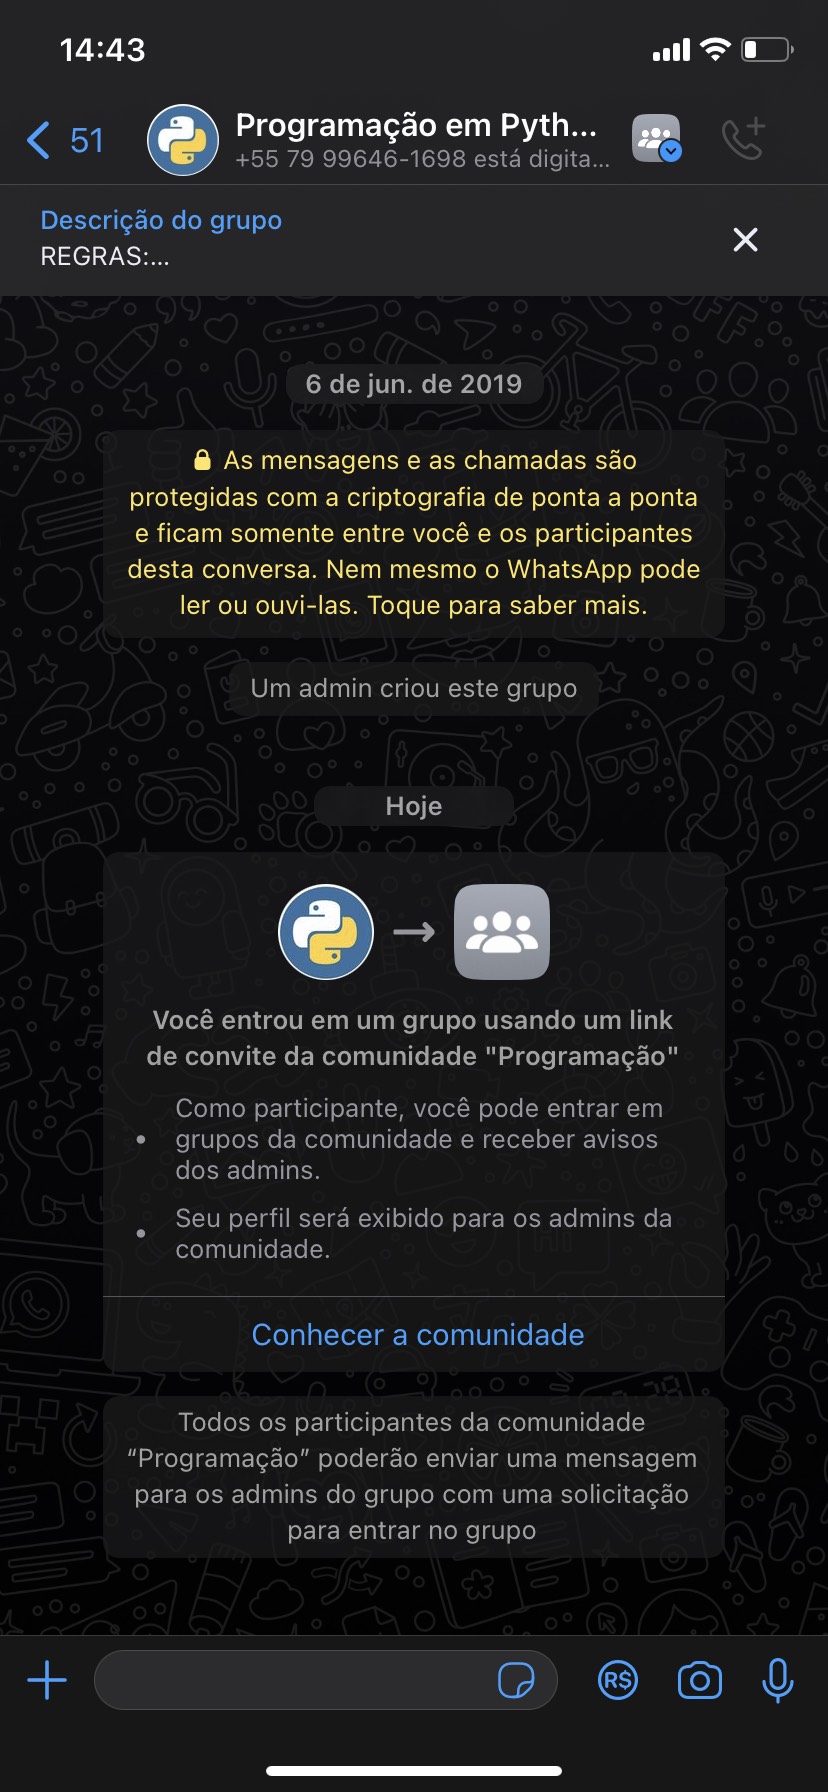 14:43
51
Programação em Pyth...
+55 79 99646-1698 está digita...
Descrição do grupo
REGRAS:...
6 de jun. de 2019
As mensagens e as chamadas são
protegidas com a criptografia de ponta a ponta
e ficam somente entre você e os participantes
desta conversa. Nem mesmo o WhatsApp pode
ler ou ouvi-las. Toque para saber mais.
Um admin criou este grupo
Hoje
Você entrou em um grupo usando um link
de convite da comunidade "Programação"
• Como participante, você pode entrar em
grupos da comunidade e receber avisos
dos admins.
• Seu perfil será exibido para os admins da
comunidade.
Conhecer a comunidade
Todos os participantes da comunidade
“Programação” poderão enviar uma mensagem
para os admins do grupo com uma solicitação
para entrar no grupo
R$